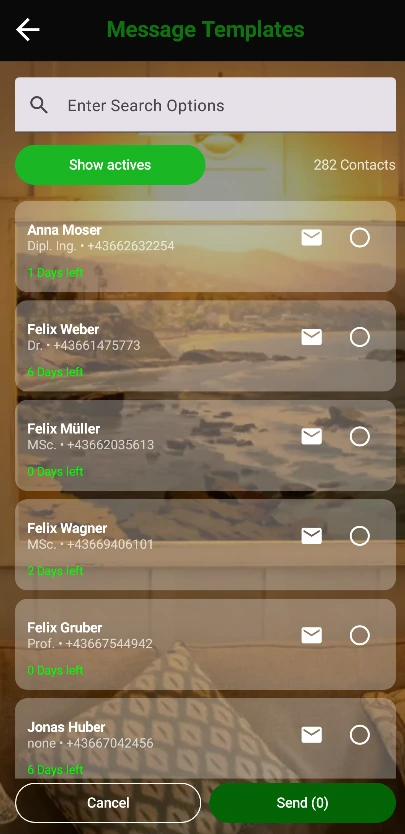 Message Templates
Enter Search Options
Show actives
282 Contacts
Anna Moser
Dipl. Ing. • +43662632254
1 Days left
Felix Weber
Dr. • +43661475773
6 Days left
Felix Müller
MSc. • +43662035613
0 Days left
Felix Wagner
MSc. • +43669406101
2 Days left
Felix Gruber
Prof. • +43667544942
0 Days left
Jonas Huber
none • +43667042456
6 Days left
Cancel
Send (0)